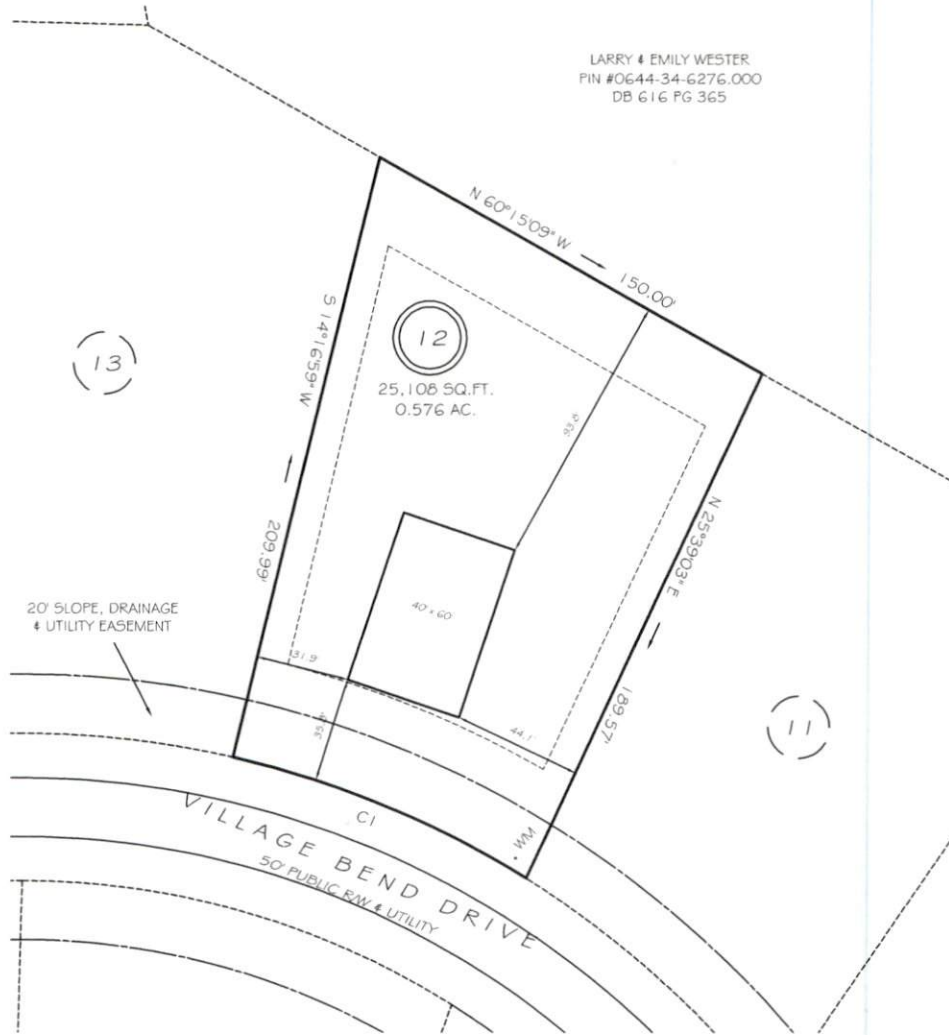 LARRY & EMILY WESTER
PIN #0644-34-6276.000
DB 616 PG 365
N 60°15'09" W
150.00'
S 14°16'59" W
209.99'
12
25,108 SQ.FT.
0.576 AC.
13
93.6
N 25°39'03" E
189.57'
40' x 60'
20' SLOPE, DRAINAGE
& UTILITY EASEMENT
31.9
44.1'
11
C1
WM
VILLAGE BEND DRIVE
50' PUBLIC R/W & UTILITY